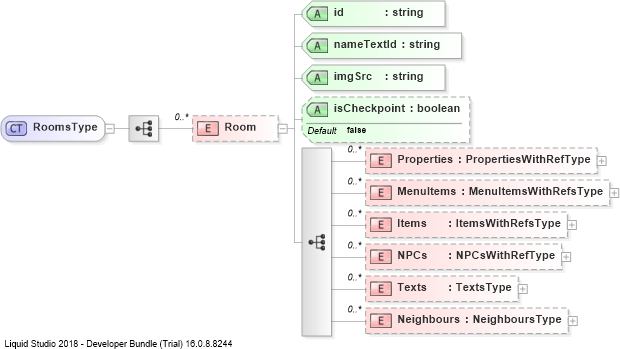 A id : string
A nameTextId : string
A imgSrc : string
A isCheckpoint : boolean
Default false
CT RoomsType
0..*
E Room
0..*
E Properties : PropertiesWithRefType
0..*
E MenuItems : MenuItemsWithRefsType
0..*
E Items : ItemsWithRefsType
0..*
E NPCs : NPCsWithRefType
0..*
E Texts : TextsType
0..*
E Neighbours : NeighboursType
Liquid Studio 2018 - Developer Bundle (Trial) 16.0.8.8244